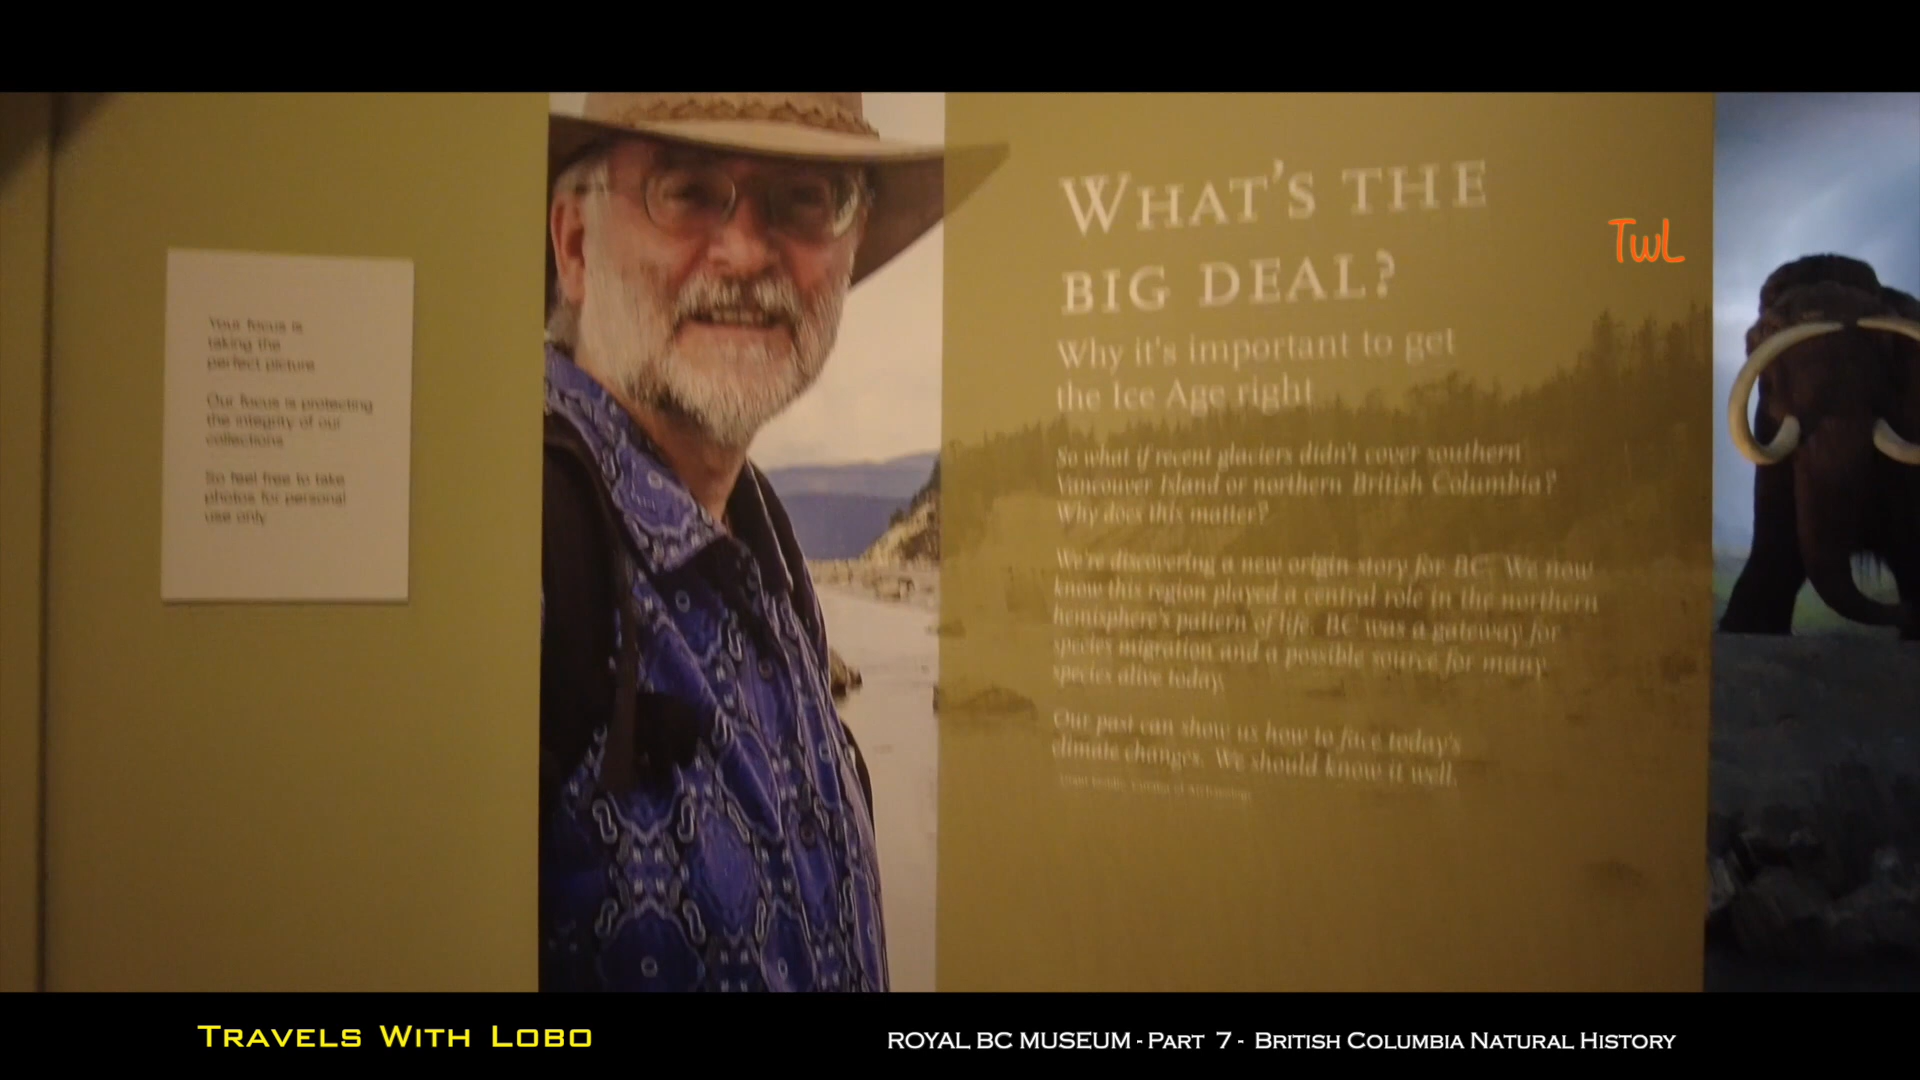 Your focus is
taking the
perfect picture
Our focus is protecting
the integrity of our
collections
So feel free to take
photos for personal
use only
WHAT'S THE
BIG DEAL?
Why it's important to get
the Ice Age right
So what if recent glaciers didn't cover southern
Vancouver Island or northern British Columbia?
Why does this matter?
We're discovering a new origin story for BC. We now
know this region played a central role in the northern
hemisphere's pattern of life. BC was a gateway for
species migration and a possible source for many
species alive today.
Our past can show us how to face today's
climate changes. We should know it well.
Curator of Archaeology
TWL
TRAVELS WITH LOBO
ROYAL BC MUSEUM - PART 7 - BRITISH COLUMBIA NATURAL HISTORY